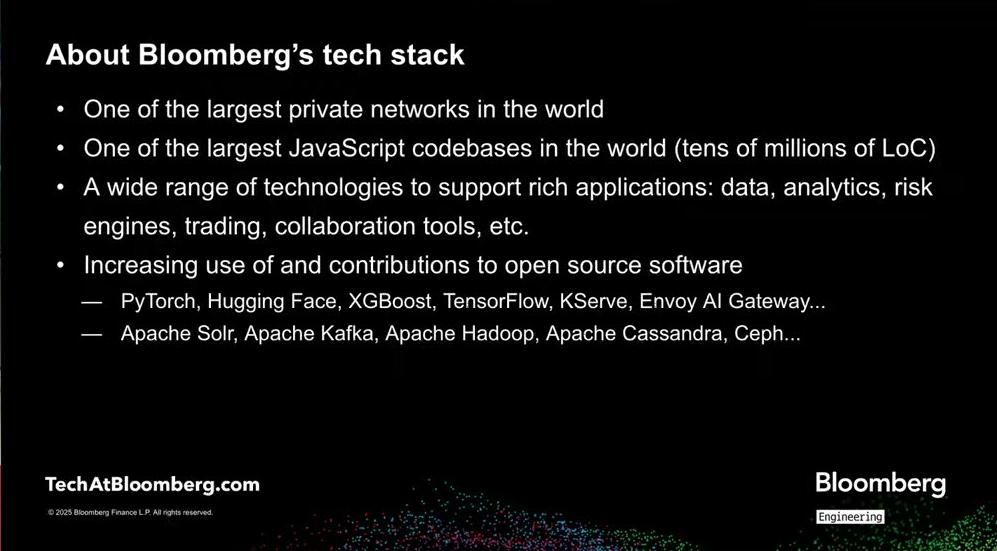 About Bloomberg’s tech stack
• One of the largest private networks in the world
• One of the largest JavaScript codebases in the world (tens of millions of LoC)
• A wide range of technologies to support rich applications: data, analytics, risk
engines, trading, collaboration tools, etc.
• Increasing use of and contributions to open source software
— PyTorch, Hugging Face, XGBoost, TensorFlow, KServe, Envoy AI Gateway...
— Apache Solr, Apache Kafka, Apache Hadoop, Apache Cassandra, Ceph...
TechAtBloomberg.com
© 2025 Bloomberg Finance L.P. All rights reserved.
Bloomberg
Engineering